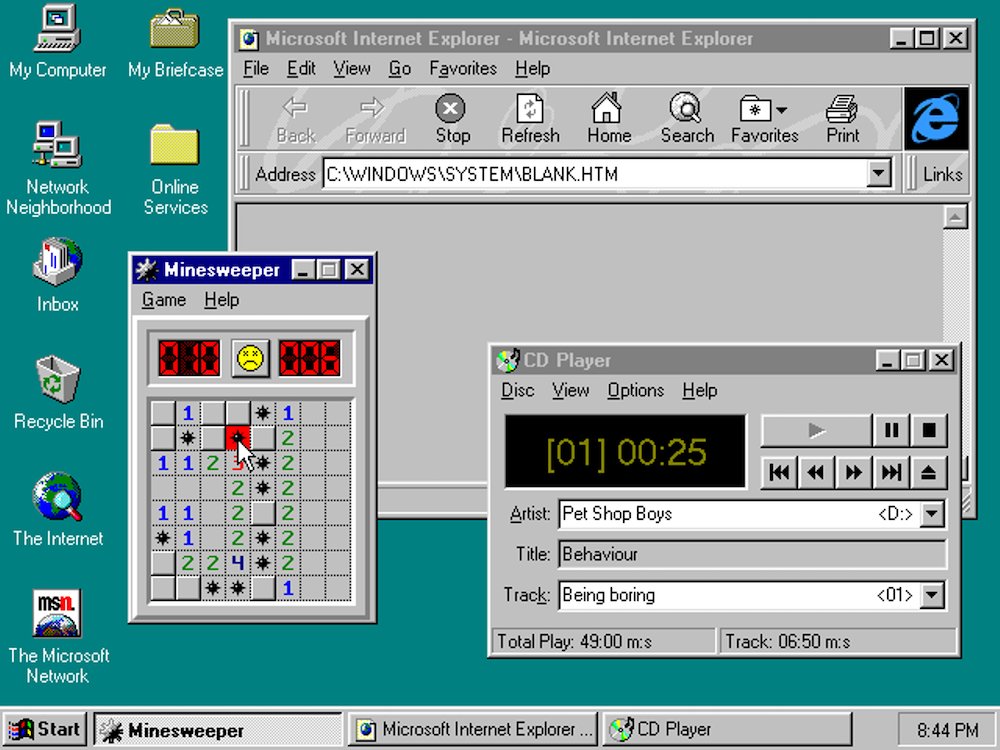 My Computer
My Briefcase
Network
Neighborhood
Online
Services
Inbox
Recycle Bin
The Internet
msn.
The Microsoft
Network
Microsoft Internet Explorer - Microsoft Internet Explorer
File Edit View Go Favorites Help
Back Forward Stop Refresh Home Search Favorites Print
Address C:\WINDOWS\SYSTEM\BLANK.HTM Links
Minesweeper
Game Help
1 1
2
1 1 2 3 2
2 2
1 1 2 2
1 2 2
2 2 4 2
1
CD Player
Disc View Options Help
[01] 00:25
Artist: Pet Shop Boys <D:>
Title: Behaviour
Track: Being boring <01>
Total Play: 49:00 m:s Track: 06:50 m:s
Start Minesweeper Microsoft Internet Explorer ... CD Player 8:44 PM